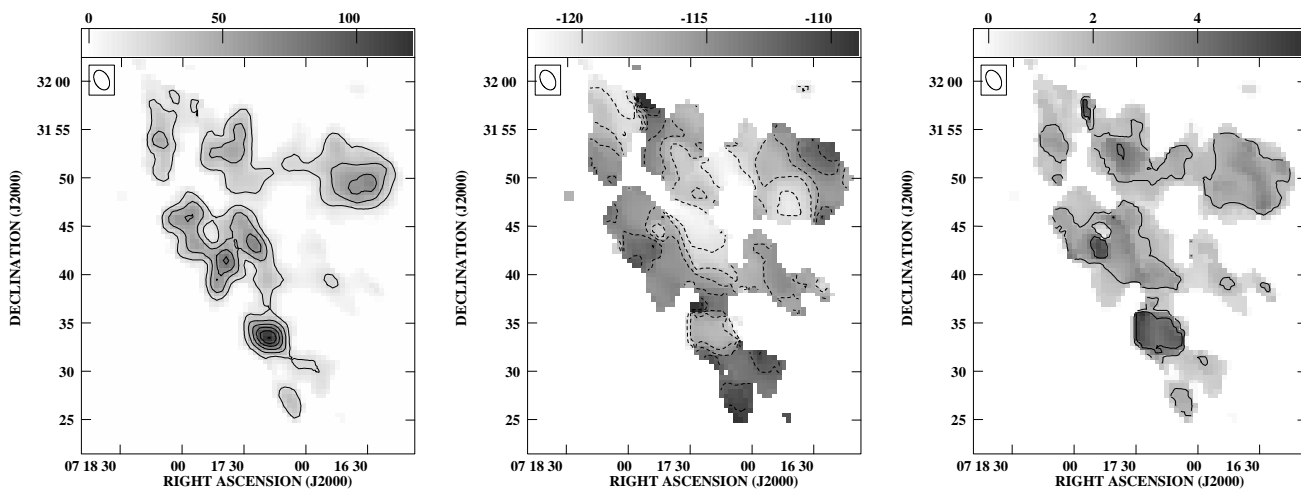 0 50 100
32 00
31 55
50
45
40
35
30
25
DECLINATION (J2000)
07 18 30 00 17 30 00 16 30
RIGHT ASCENSION (J2000)
-120 -115 -110
32 00
31 55
50
45
40
35
30
25
DECLINATION (J2000)
07 18 30 00 17 30 00 16 30
RIGHT ASCENSION (J2000)
0 2 4
32 00
31 55
50
45
40
35
30
25
DECLINATION (J2000)
07 18 30 00 17 30 00 16 30
RIGHT ASCENSION (J2000)